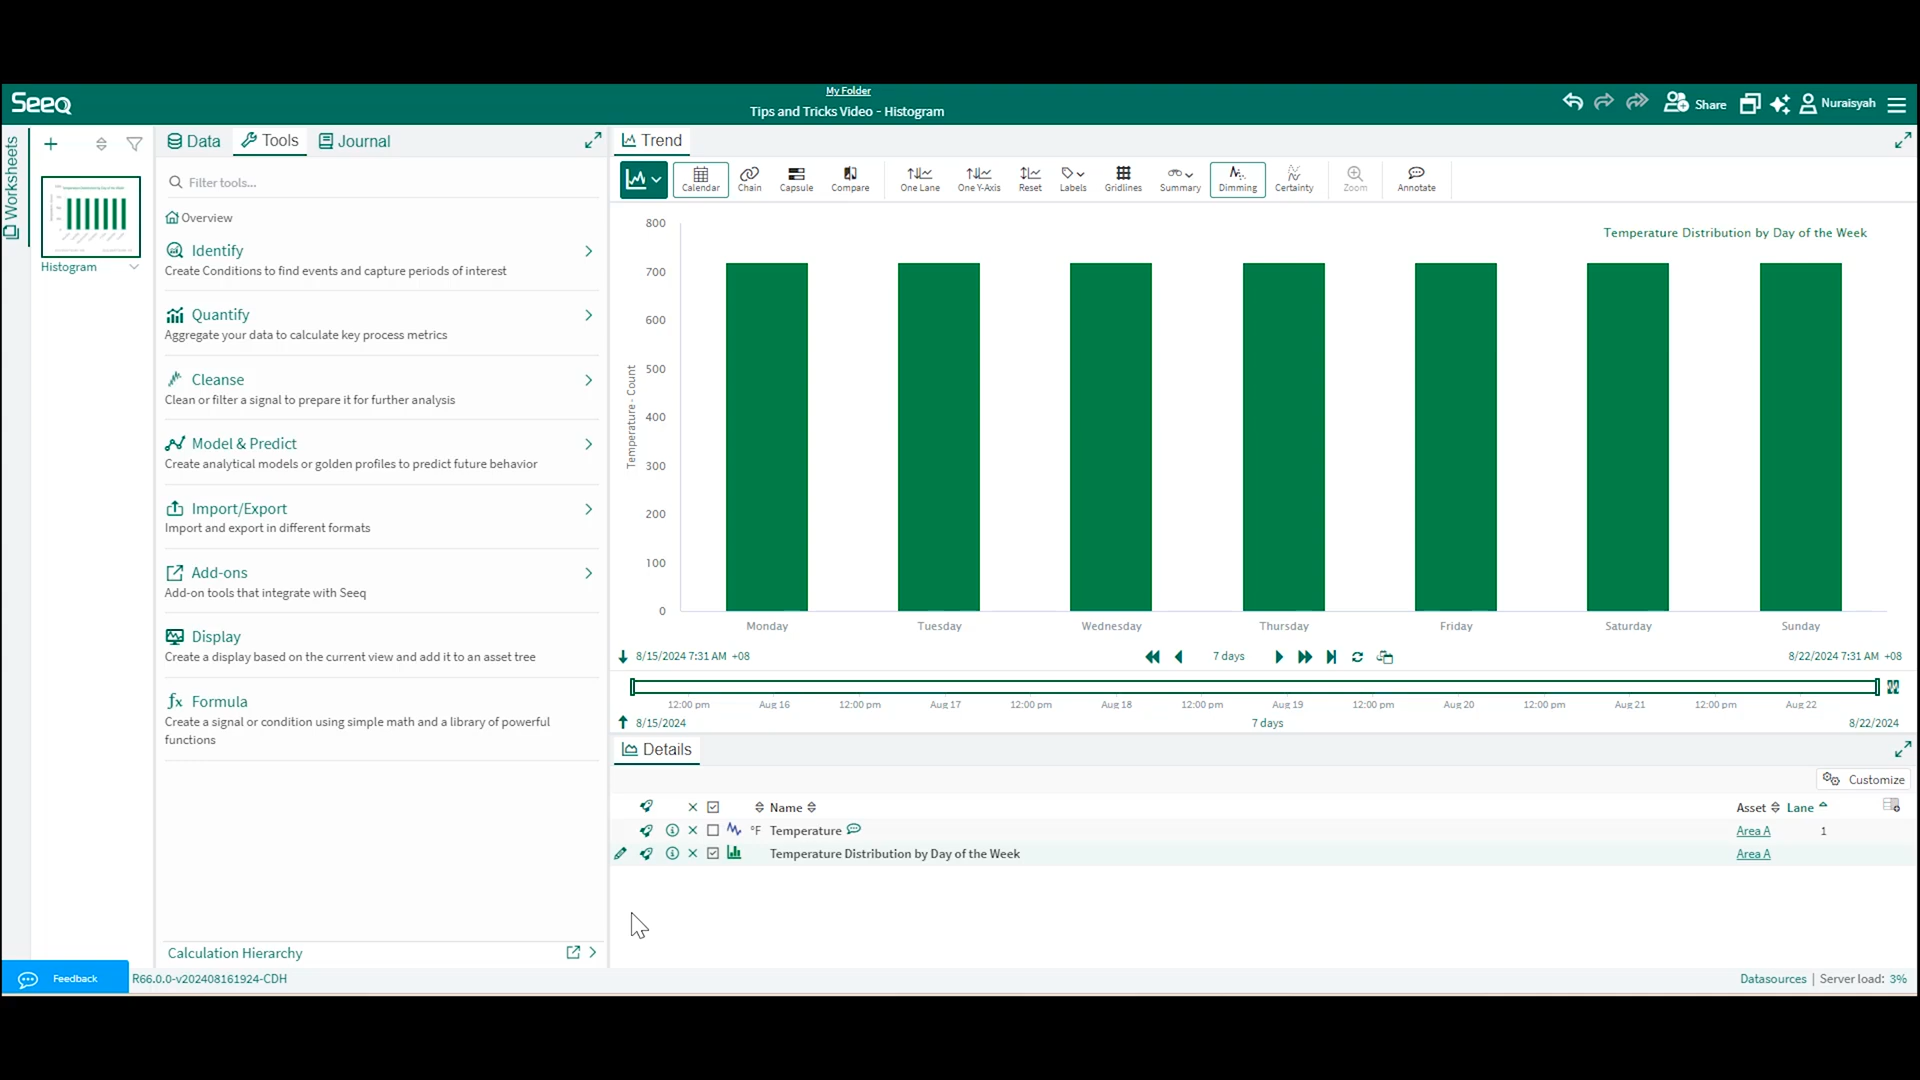 My Folder
Seeq
Tips and Tricks Video - Histogram
Share
Nuraisyah
Worksheets
Histogram
Data
Tools
Journal
Filter tools...
Overview
Identify
Create Conditions to find events and capture periods of interest
Quantify
Aggregate your data to calculate key process metrics
Cleanse
Clean or filter a signal to prepare it for further analysis
Model & Predict
Create analytical models or golden profiles to predict future behavior
Import/Export
Import and export in different formats
Add-ons
Add-on tools that integrate with Seeq
Display
Create a display based on the current view and add it to an asset tree
Formula
Create a signal or condition using simple math and a library of powerful
functions
Calculation Hierarchy
Trend
Calendar Chain Capsule Compare One Lane One Y-Axis Reset Labels Gridlines Summary Dimming Certainty Zoom Annotate
Temperature Distribution by Day of the Week
Temperature - Count
800
700
600
500
400
300
200
100
0
Monday Tuesday Wednesday Thursday Friday Saturday Sunday
8/15/2024 7:31 AM +08
7 days
8/22/2024 7:31 AM +08
12:00 pm Aug 16 12:00 pm Aug 17 12:00 pm Aug 18 12:00 pm Aug 19 12:00 pm Aug 20 12:00 pm Aug 21 12:00 pm Aug 22
8/15/2024 7 days 8/22/2024
Details
Customize
Name Asset Lane
°F Temperature Area A 1
Temperature Distribution by Day of the Week Area A
Feedback
R66.0.0-v202408161924-CDH
Datasources | Server load: 3%